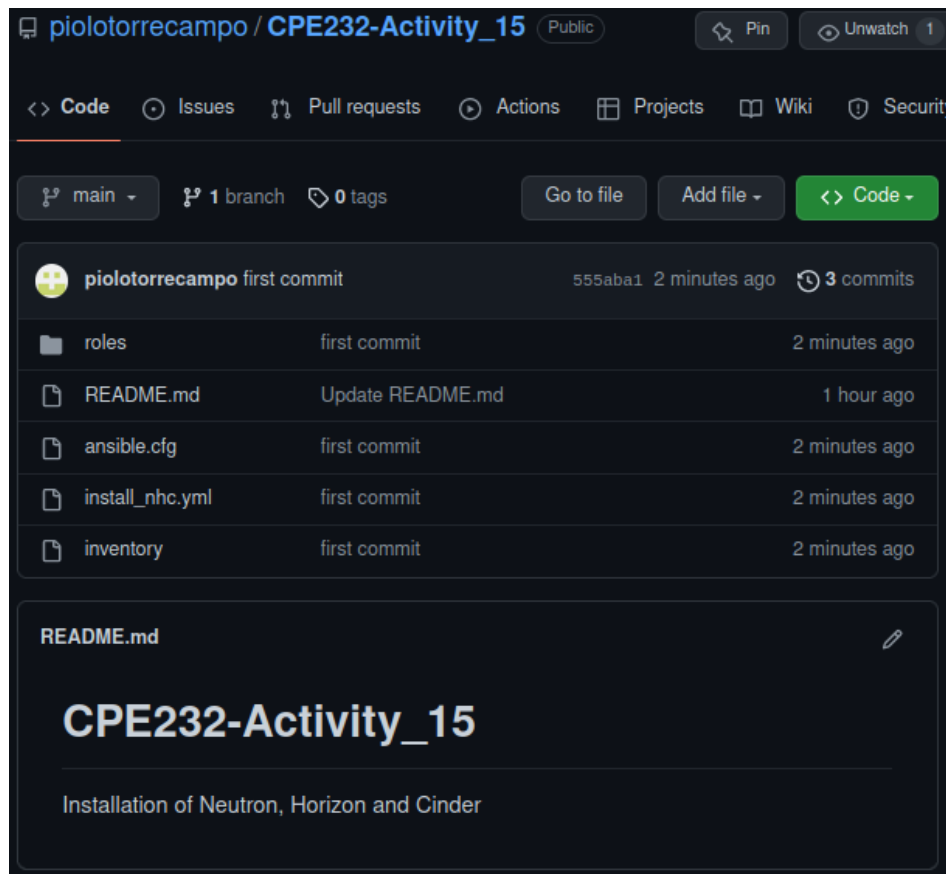 piolotorrecampo / CPE232-Activity_15 Public Pin Unwatch 1
<> Code Issues Pull requests Actions Projects Wiki Security
main 1 branch 0 tags Go to file Add file <> Code
piolotorrecampo first commit 555aba1 2 minutes ago 3 commits
roles first commit 2 minutes ago
README.md Update README.md 1 hour ago
ansible.cfg first commit 2 minutes ago
install_nhc.yml first commit 2 minutes ago
inventory first commit 2 minutes ago
README.md
CPE232-Activity_15
Installation of Neutron, Horizon and Cinder